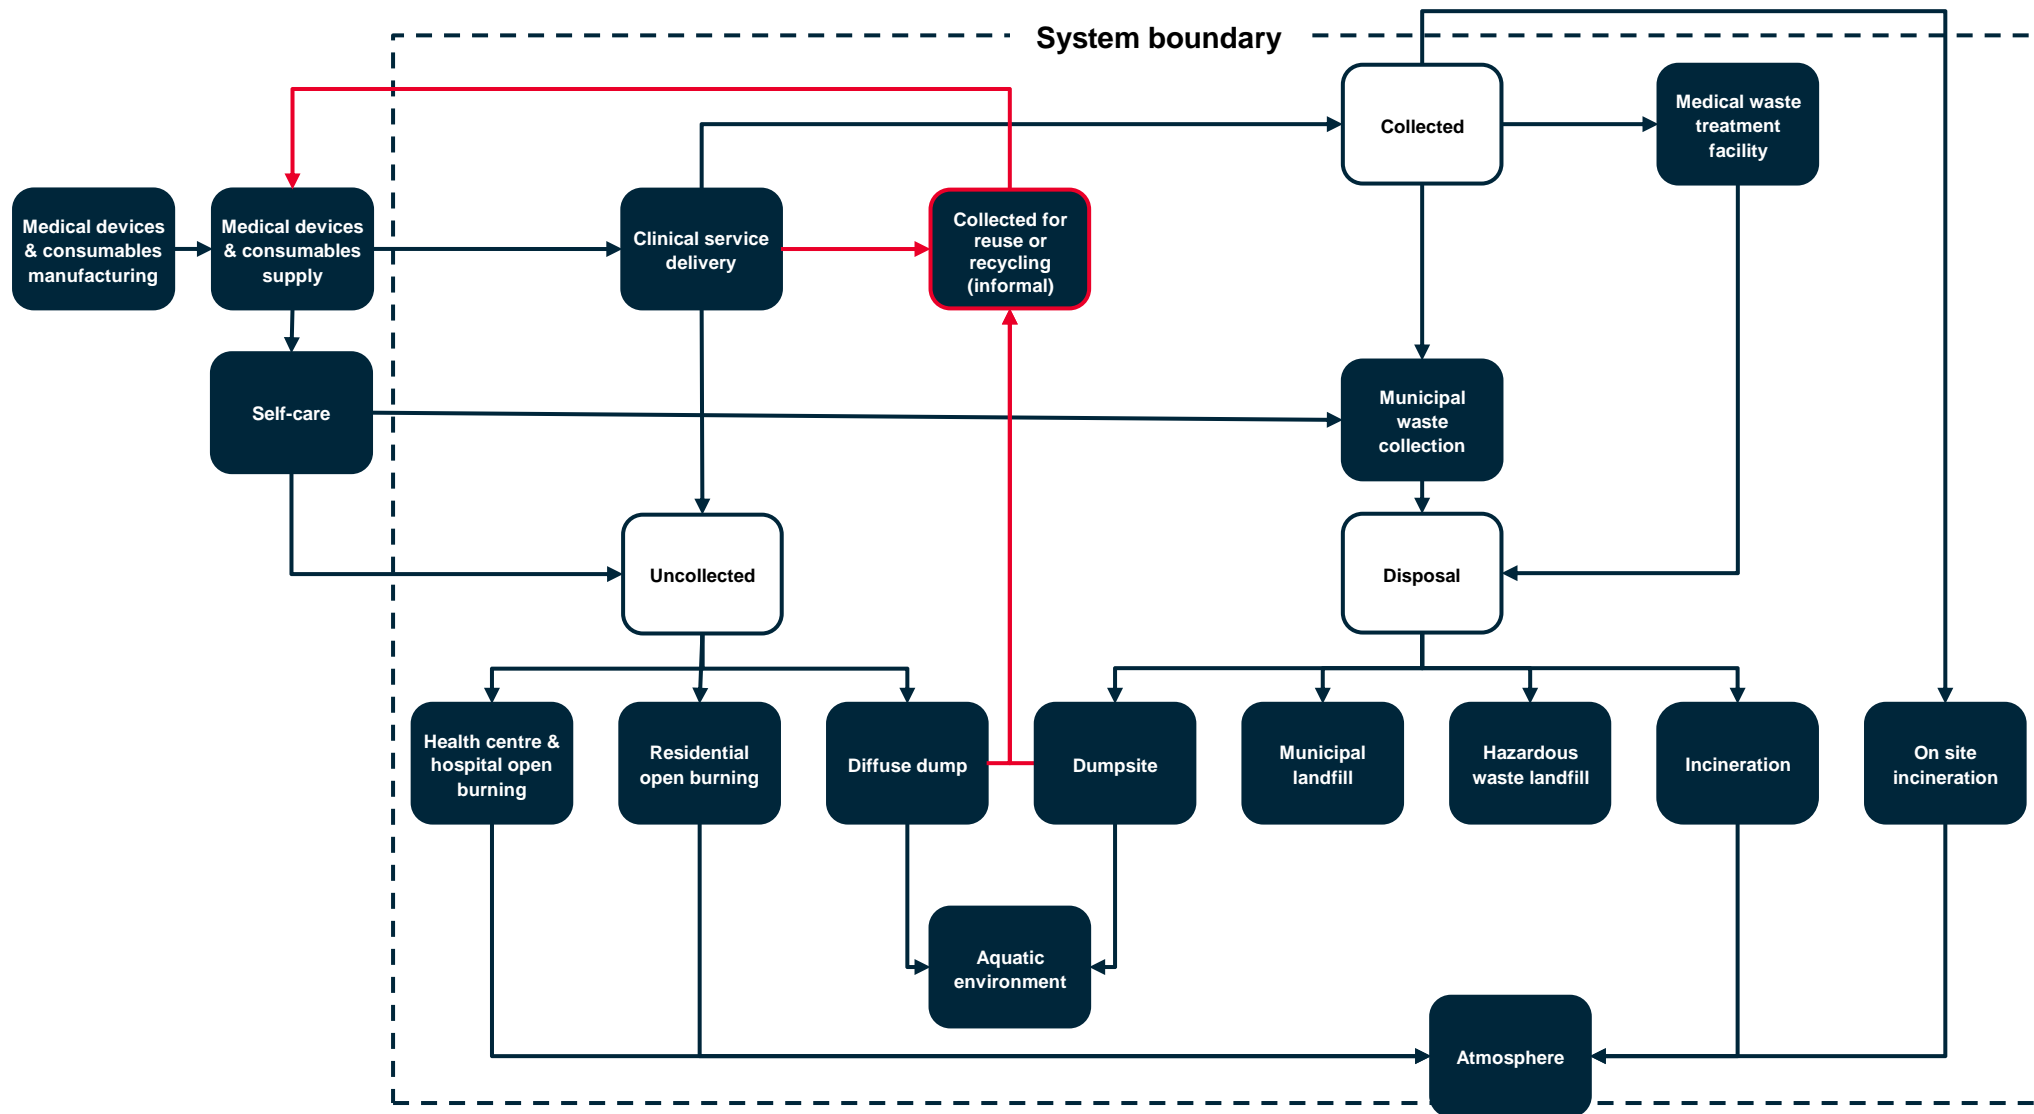 System boundary
Collected
Medical waste
treatment
facility
Medical devices
& consumables
manufacturing
Medical devices
& consumables
supply
Clinical service
delivery
Collected for
reuse or
recycling
(informal)
Self-care
Municipal
waste
collection
Uncollected
Disposal
Health centre &
hospital open
burning
Residential
open burning
Diffuse dump
Dumpsite
Municipal
landfill
Hazardous
waste landfill
Incineration
On site
incineration
Aquatic
environment
Atmosphere